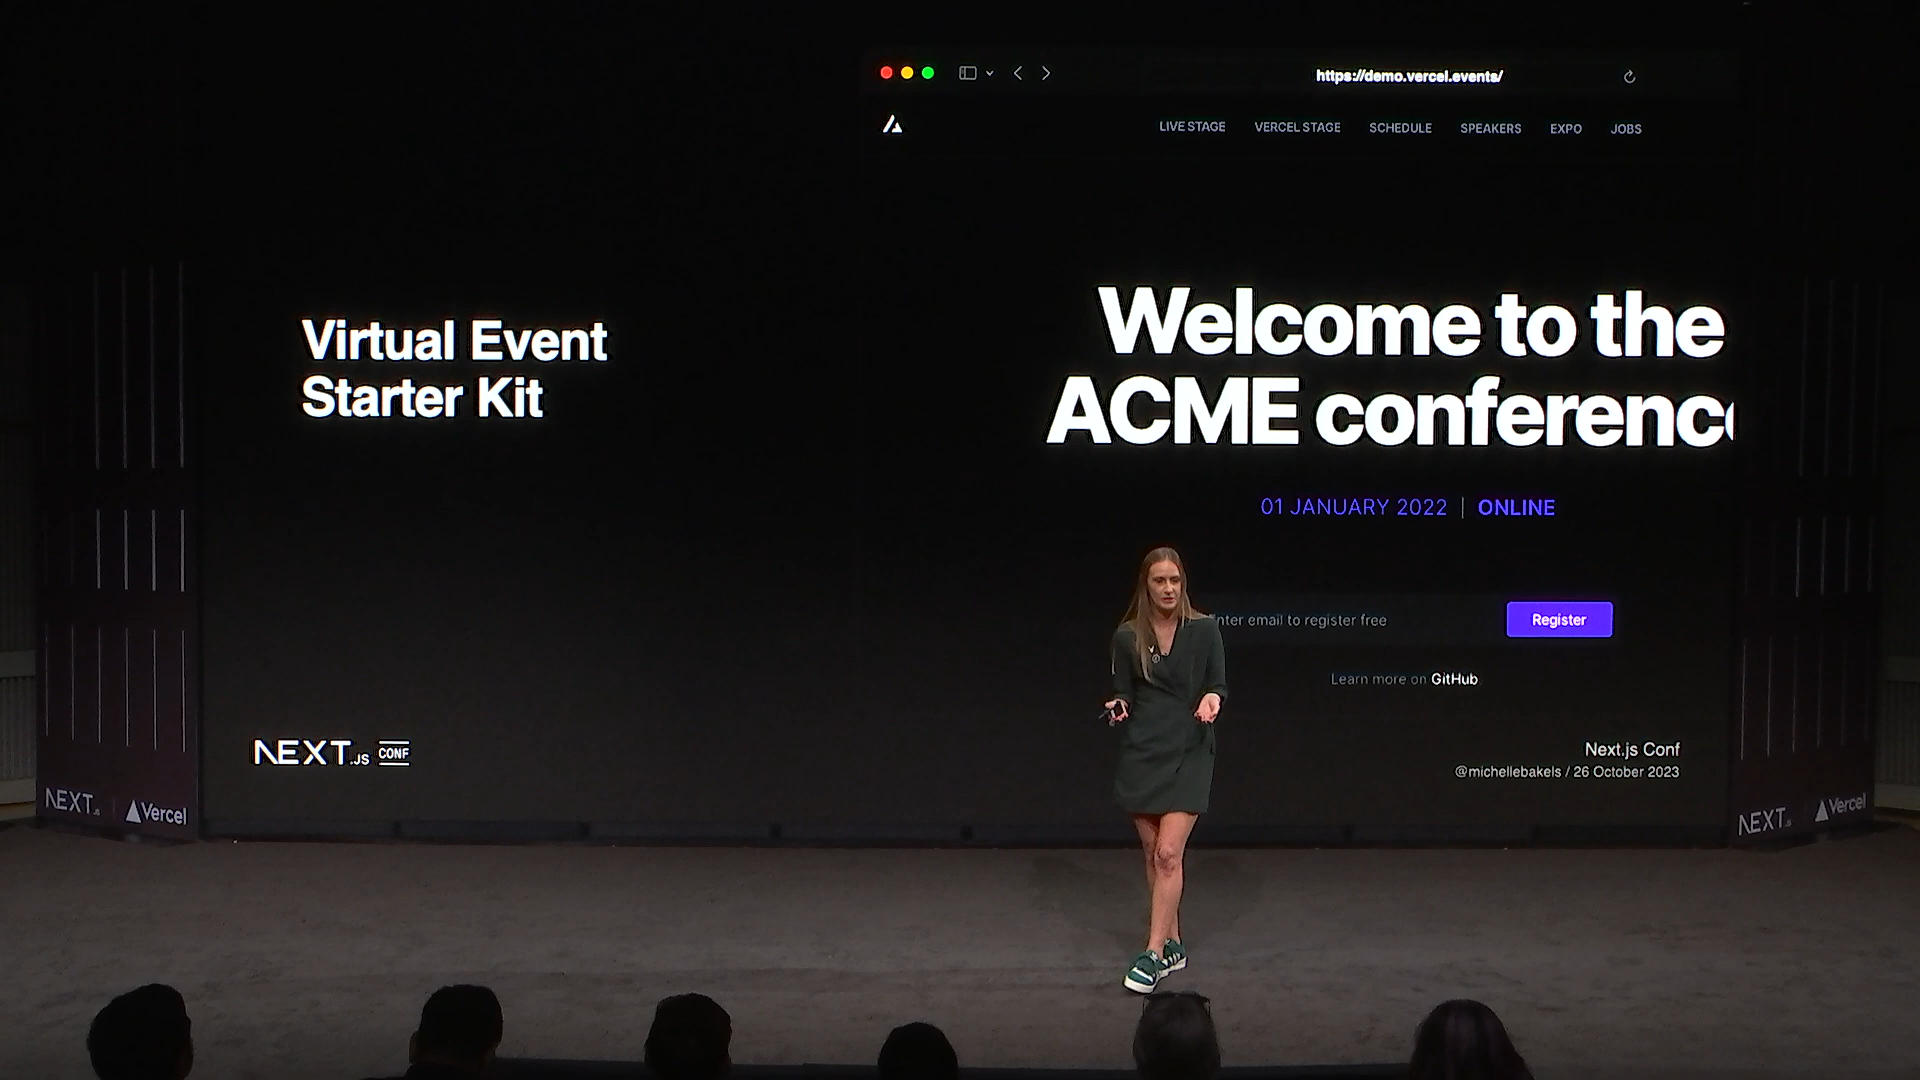 https://demo.vercel.events/
LIVE STAGE VERCEL STAGE SCHEDULE SPEAKERS EXPO JOBS
Virtual Event
Starter Kit
Welcome to the
ACME conferenc
01 JANUARY 2022 | ONLINE
nter email to register free
Register
Learn more on GitHub
NEXT.JS CONF
Next.js Conf
@michellebakels / 26 October 2023
NEXT.JS | Vercel
NEXT.JS Vercel